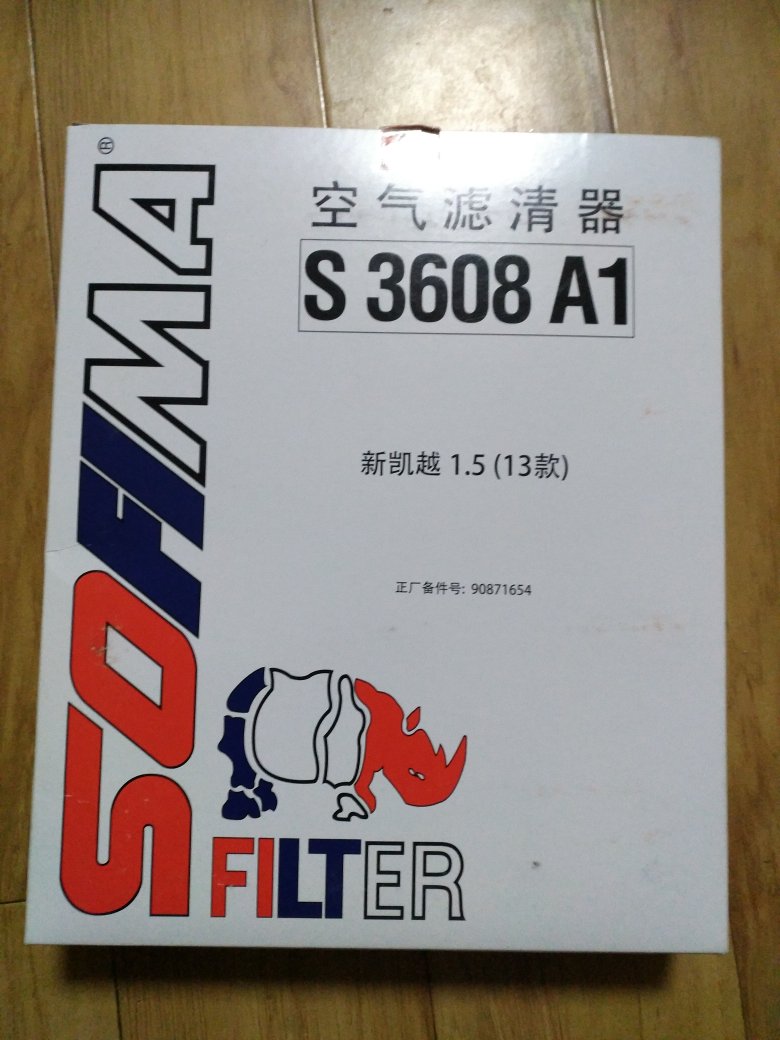 SOFIMA®
空气滤清器
S 3608 A1
新凯越 1.5 (13款)
正厂备件号: 90871654
FILTER